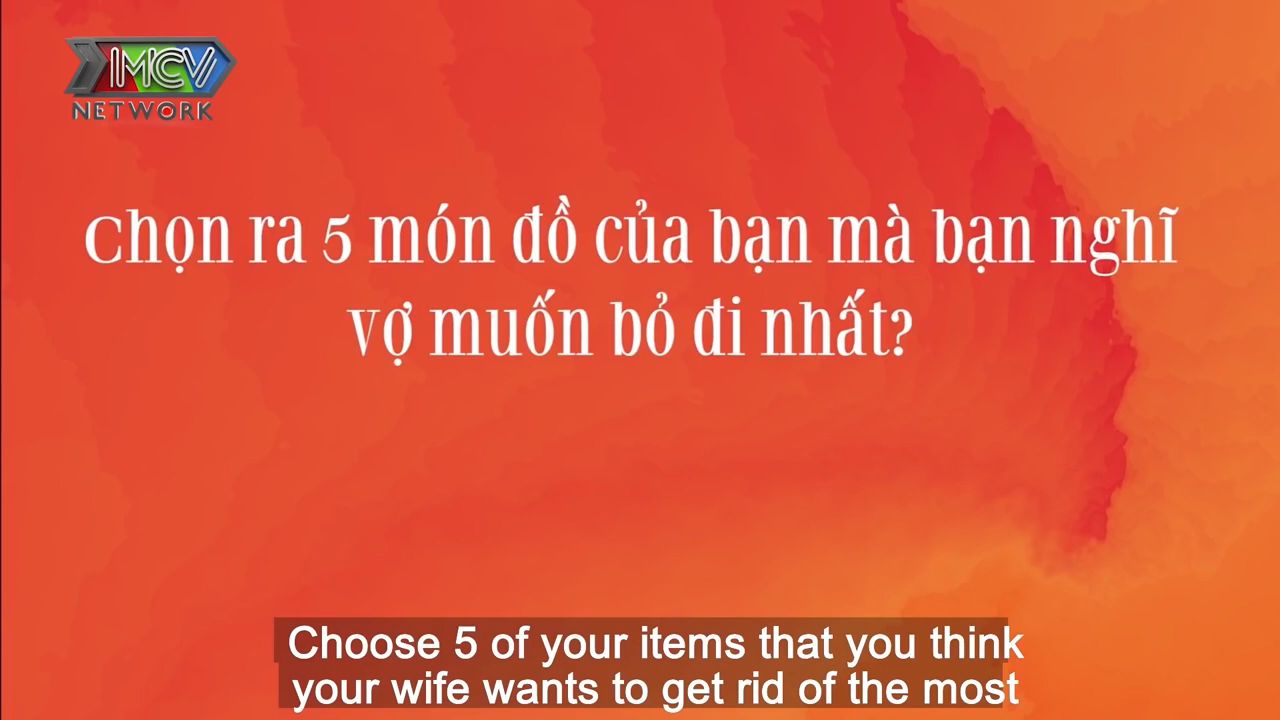 MCV
NETWORK
Chọn ra 5 món đồ của bạn mà bạn nghĩ
vợ muốn bỏ đi nhất?
Choose 5 of your items that you think
your wife wants to get rid of the most